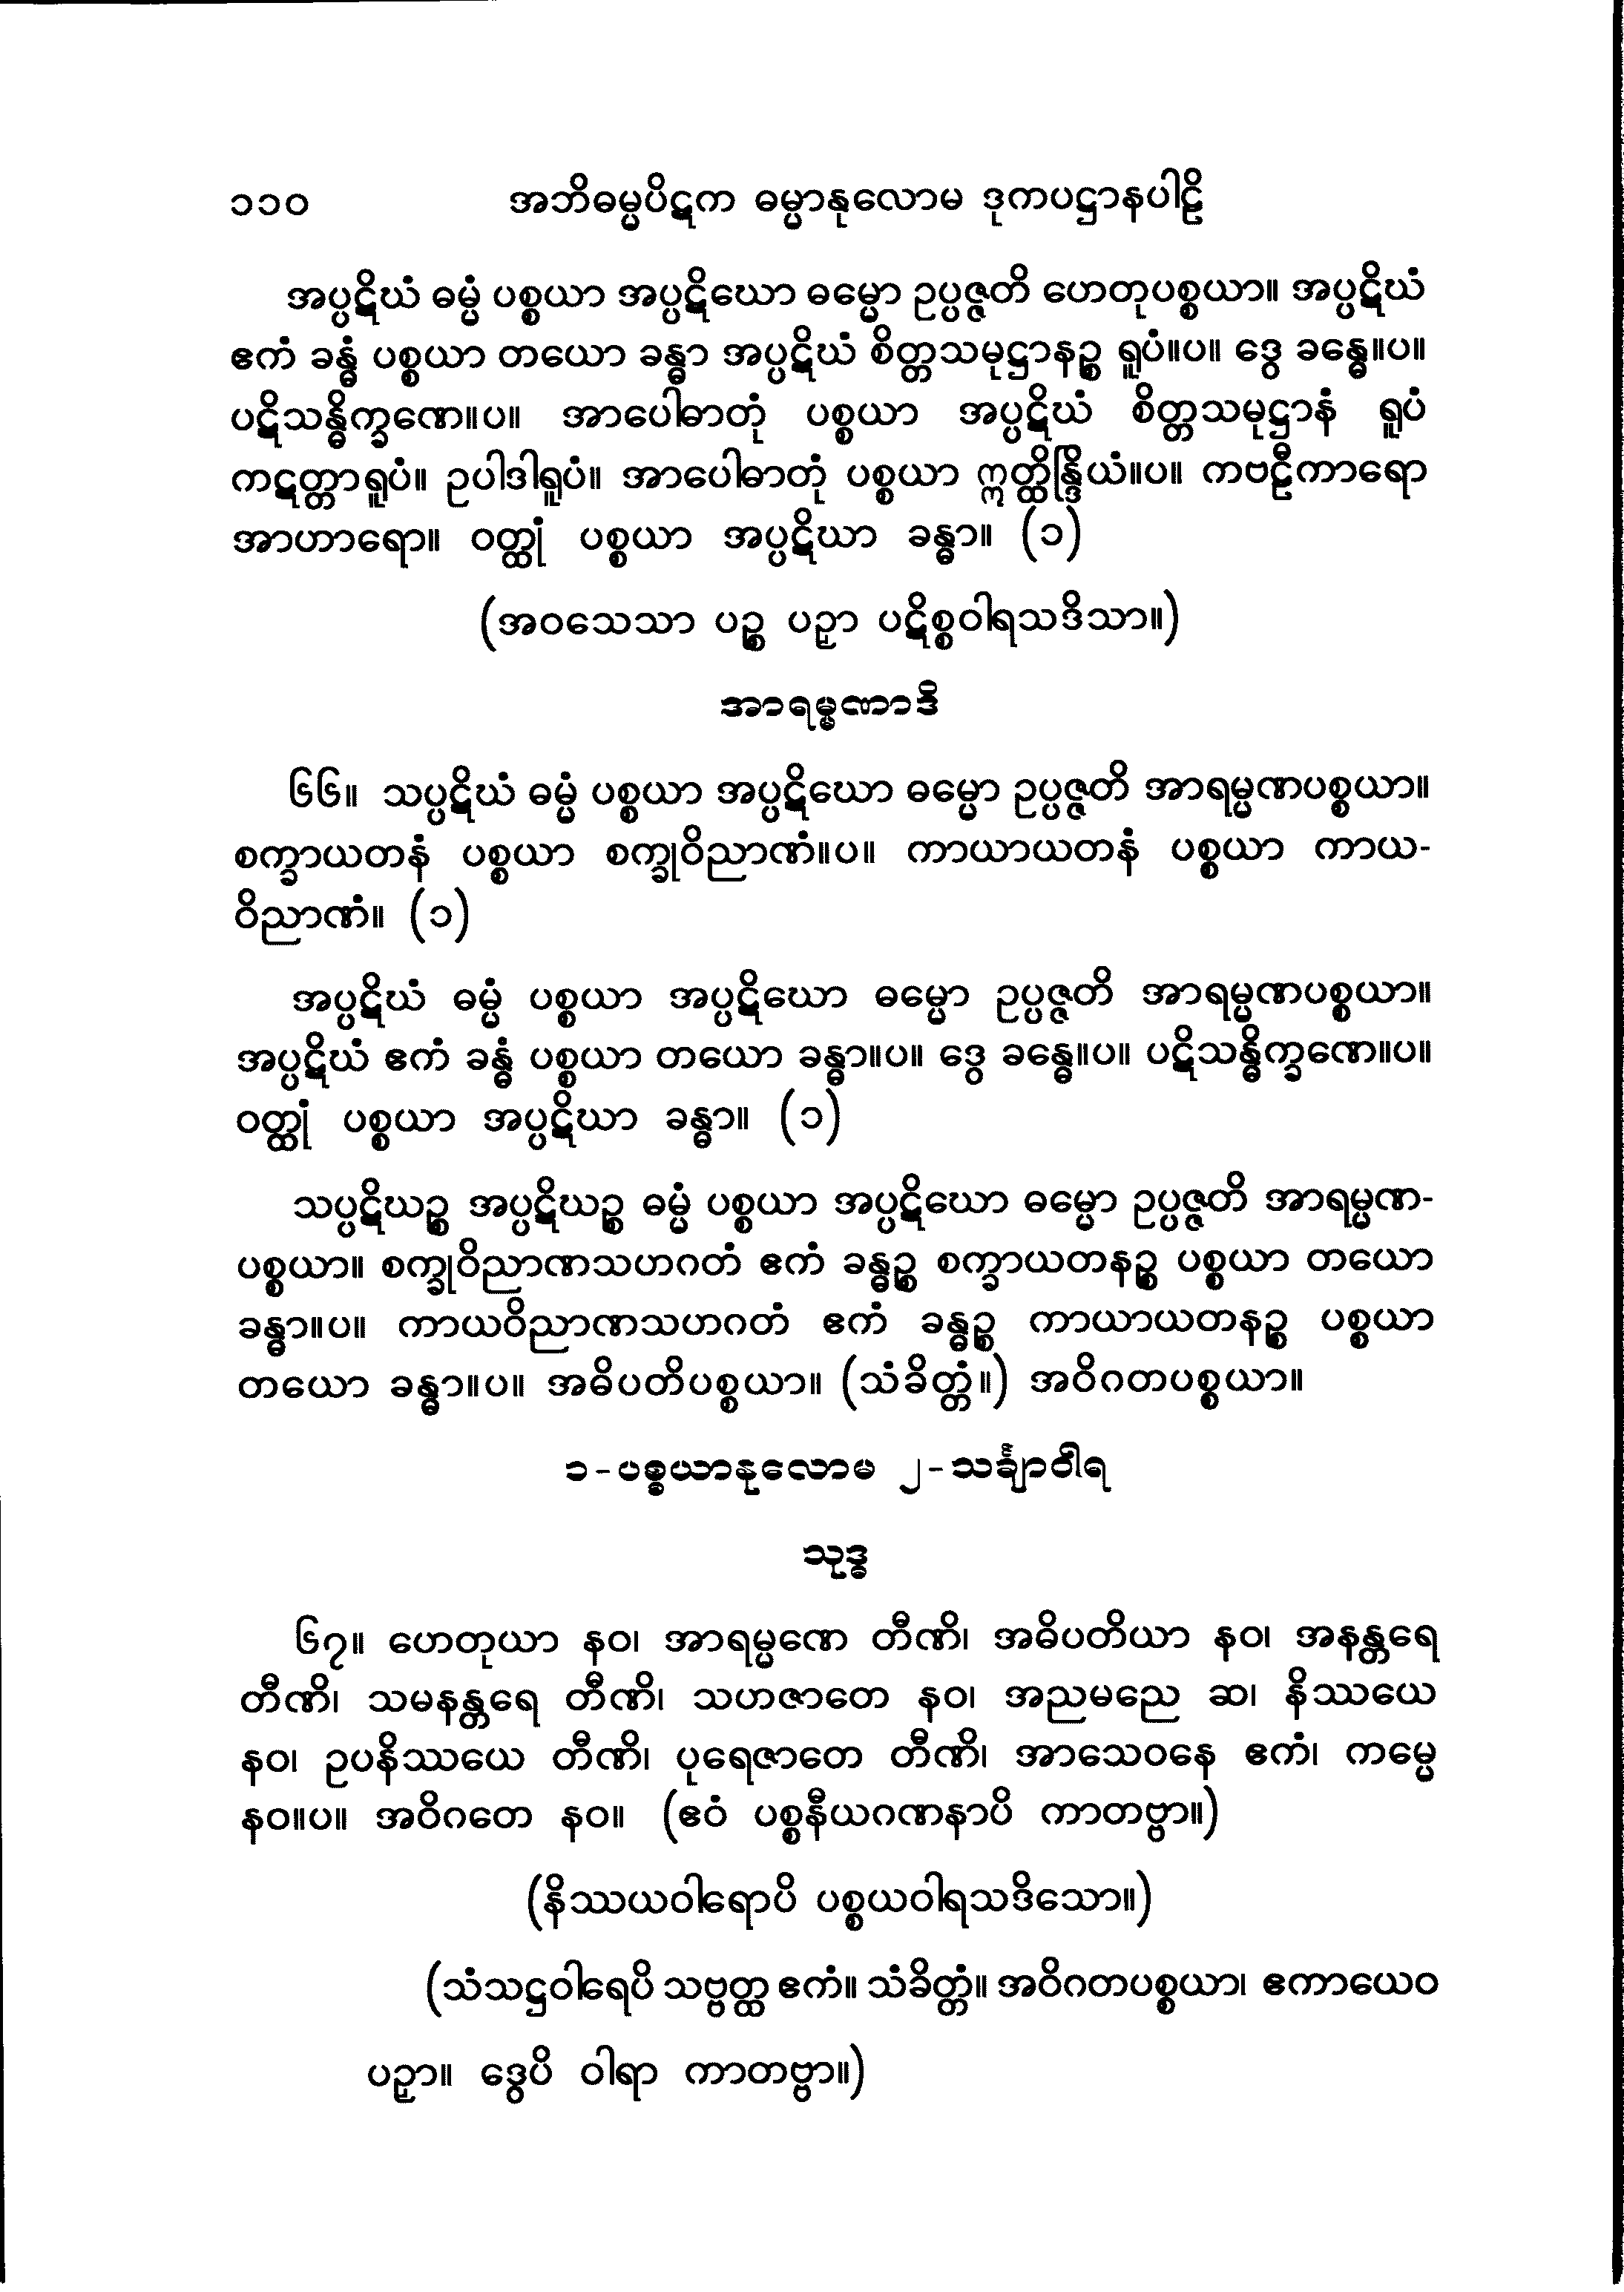 ၁၁၀ အဘိဓမ္မပိဋက ဓမ္မာနုလောမ ဒုကပဋ္ဌာနပါဠိ
အပ္ပဋိဃံ ဓမ္မံ ပစ္စယာ အပ္ပဋိဃော ဓမ္မော ဥပ္ပဇ္ဇတိ ဟေတုပစ္စယာ။ အပ္ပဋိဃံ
ဧကံ ခန္ဓံ ပစ္စယာ တယော ခန္ဓာ အပ္ပဋိဃံ စိတ္တသမုဋ္ဌာနဉ္စ ရူပံ။ပ။ ဒွေ ခန္ဓေ။ပ။
ပဋိသန္ဓိက္ခဏေ။ပ။ အာပေါဓာတုံ ပစ္စယာ အပ္ပဋိဃံ စိတ္တသမုဋ္ဌာနံ ရူပံ
ကဋတ္တာရူပံ။ ဥပါဒါရူပံ။ အာပေါဓာတုံ ပစ္စယာ ဣတ္ထိန္ဒြိယံ။ပ။ ကဗဠီကာရော
အာဟာရော။ ဝတ္ထုံ ပစ္စယာ အပ္ပဋိဃာ ခန္ဓာ။ (၁)
(အဝသေသာ ပဉ္စ ပဉှာ ပဋိစ္စဝါရသဒိသာ။)
အာရမ္မဏာဒိ
၆၆။ သပ္ပဋိဃံ ဓမ္မံ ပစ္စယာ အပ္ပဋိဃော ဓမ္မော ဥပ္ပဇ္ဇတိ အာရမ္မဏပစ္စယာ။
စက္ခာယတနံ ပစ္စယာ စက္ခုဝိညာဏံ။ပ။ ကာယာယတနံ ပစ္စယာ ကာယ-
ဝိညာဏံ။ (၁)
အပ္ပဋိဃံ ဓမ္မံ ပစ္စယာ အပ္ပဋိဃော ဓမ္မော ဥပ္ပဇ္ဇတိ အာရမ္မဏပစ္စယာ။
အပ္ပဋိဃံ ဧကံ ခန္ဓံ ပစ္စယာ တယော ခန္ဓာ။ပ။ ဒွေ ခန္ဓေ။ပ။ ပဋိသန္ဓိက္ခဏေ။ပ။
ဝတ္ထုံ ပစ္စယာ အပ္ပဋိဃာ ခန္ဓာ။ (၁)
သပ္ပဋိဃဉ္စ အပ္ပဋိဃဉ္စ ဓမ္မံ ပစ္စယာ အပ္ပဋိဃော ဓမ္မော ဥပ္ပဇ္ဇတိ အာရမ္မဏ-
ပစ္စယာ။ စက္ခုဝိညာဏသဟဂတံ ဧကံ ခန္ဓဉ္စ စက္ခာယတနဉ္စ ပစ္စယာ တယော
ခန္ဓာ။ပ။ ကာယဝိညာဏသဟဂတံ ဧကံ ခန္ဓဉ္စ ကာယာယတနဉ္စ ပစ္စယာ
တယော ခန္ဓာ။ပ။ အဓိပတိပစ္စယာ။ (သံခိတ္တံ။) အဝိဂတပစ္စယာ။
၁-ပစ္စယာနုလောမ ၂-သင်္ချာဝါရ
သုဒ္ဓ
၆၇။ ဟေတုယာ နဝ၊ အာရမ္မဏေ တီဏိ၊ အဓိပတိယာ နဝ၊ အနန္တရေ
တီဏိ၊ သမနန္တရေ တီဏိ၊ သဟဇာတေ နဝ၊ အညမညေ ဆ၊ နိဿယေ
နဝ၊ ဥပနိဿယေ တီဏိ၊ ပုရေဇာတေ တီဏိ၊ အာသေဝနေ ဧကံ၊ ကမ္မေ
နဝ။ပ။ အဝိဂတေ နဝ။ (ဧဝံ ပစ္စနီယဂဏနာပိ ကာတဗ္ဗာ။)
(နိဿယဝါရောပိ ပစ္စယဝါရသဒိသော။)
(သံသဋ္ဌဝါရေပိ သဗ္ဗတ္ထ ဧကံ။ သံခိတ္တံ။ အဝိဂတပစ္စယာ၊ ဧကာယေဝ
ပဉှာ။ ဒွေပိ ဝါရာ ကာတဗ္ဗာ။)